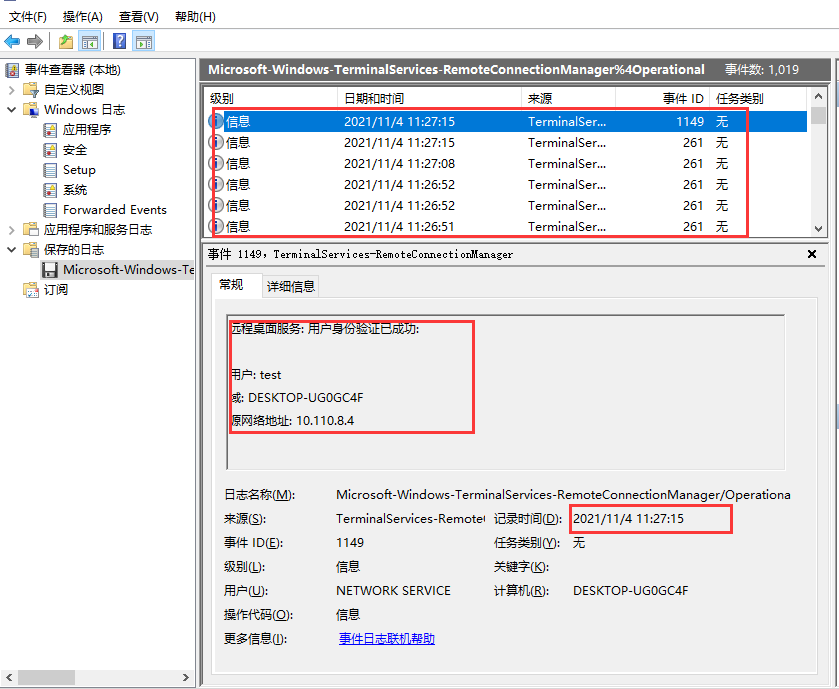 文件(F) 操作(A) 查看(V) 帮助(H)
事件查看器 (本地)
自定义视图
Windows 日志
应用程序
安全
Setup
系统
Forwarded Events
应用程序和服务日志
保存的日志
Microsoft-Windows-Te
订阅
Microsoft-Windows-TerminalServices-RemoteConnectionManager%4Operational 事件数: 1,019
级别 日期和时间 来源 事件 ID 任务类别
信息 2021/11/4 11:27:15 TerminalSer... 1149 无
信息 2021/11/4 11:27:15 TerminalSer... 261 无
信息 2021/11/4 11:27:08 TerminalSer... 261 无
信息 2021/11/4 11:26:52 TerminalSer... 261 无
信息 2021/11/4 11:26:52 TerminalSer... 261 无
信息 2021/11/4 11:26:51 TerminalSer... 261 无
事件 1149, TerminalServices-RemoteConnectionManager
常规 详细信息
远程桌面服务: 用户身份验证已成功:
用户: test
域: DESKTOP-UG0GC4F
源网络地址: 10.110.8.4
日志名称(M): Microsoft-Windows-TerminalServices-RemoteConnectionManager/Operationa
来源(S): TerminalServices-Remote 记录时间(D): 2021/11/4 11:27:15
事件 ID(E): 1149 任务类别(Y): 无
级别(L): 信息 关键字(K):
用户(U): NETWORK SERVICE 计算机(R): DESKTOP-UG0GC4F
操作代码(O): 信息
更多信息(I): 事件日志联机帮助